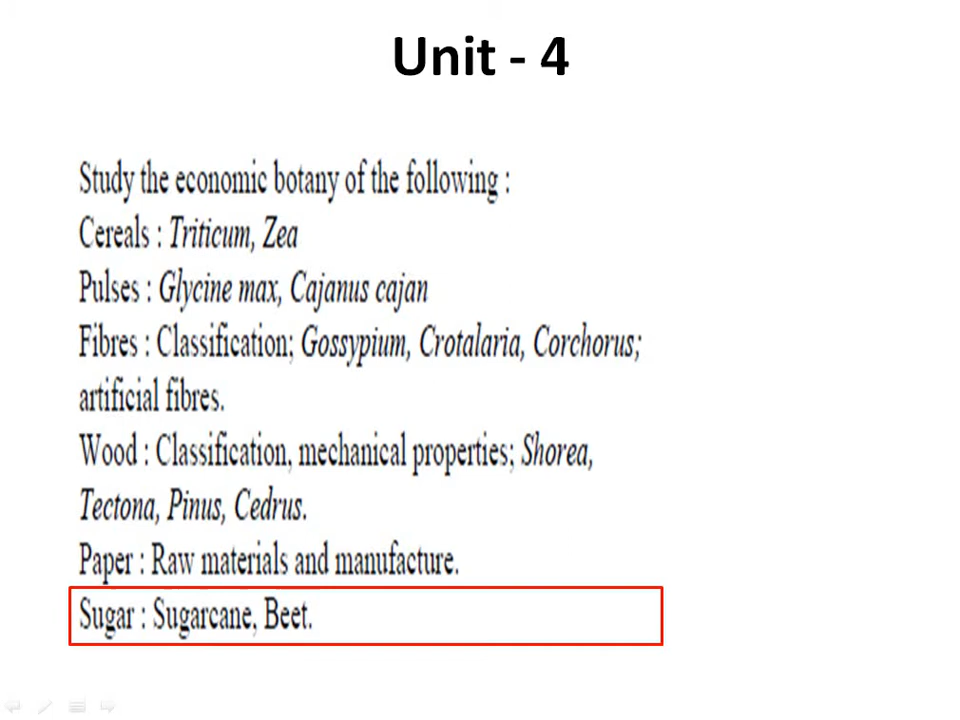 Unit - 4
Study the economic botany of the following :
Cereals : Triticum, Zea
Pulses : Glycine max, Cajanus cajan
Fibres : Classification; Gossypium, Crotalaria, Corchorus;
artificial fibres.
Wood : Classification, mechanical properties; Shorea,
Tectona, Pinus, Cedrus.
Paper : Raw materials and manufacture.
Sugar : Sugarcane, Beet.